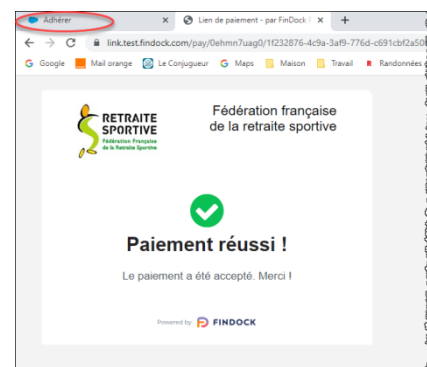 Adhérer
Lien de paiement - par FinDock
link.test.findock.com/pay/0ehmn7uag0/1f232876-4c9a-3af9-776d-c691cbf2a50
Google Mail orange Le Conjugueur Maps Maison Travail Randonnées
RETRAITE
SPORTIVE
Fédération Française
de la Retraite Sportive
Fédération française
de la retraite sportive
Paiement réussi !
Le paiement a été accepté. Merci !
Powered by FINDOCK